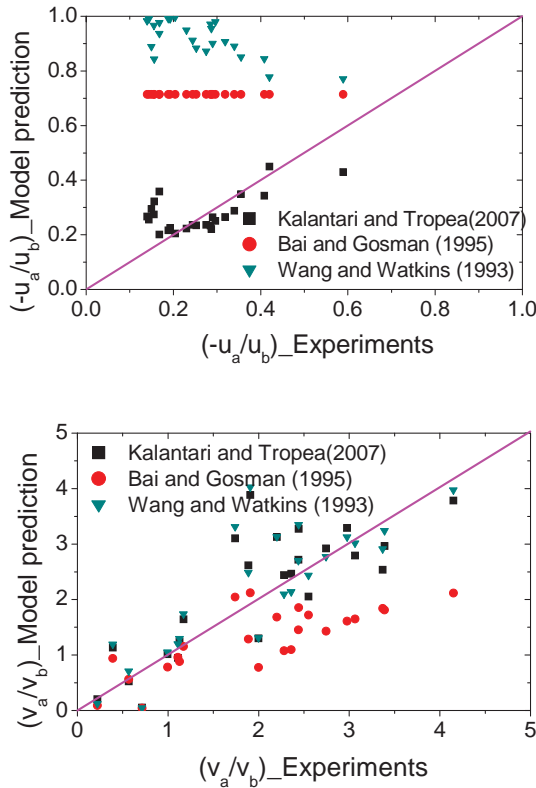 1.0
0.8
0.6
0.4
0.2
0.0
(-u_a/u_b)_Model prediction
Kalantari and Tropea(2007)
Bai and Gosman (1995)
Wang and Watkins (1993)
0.0 0.2 0.4 0.6 0.8 1.0
(-u_a/u_b)_Experiments
5
4
3
2
1
0
(v_a/v_b)_Model prediction
Kalantari and Tropea(2007)
Bai and Gosman (1995)
Wang and Watkins (1993)
0 1 2 3 4 5
(v_a/v_b)_Experiments